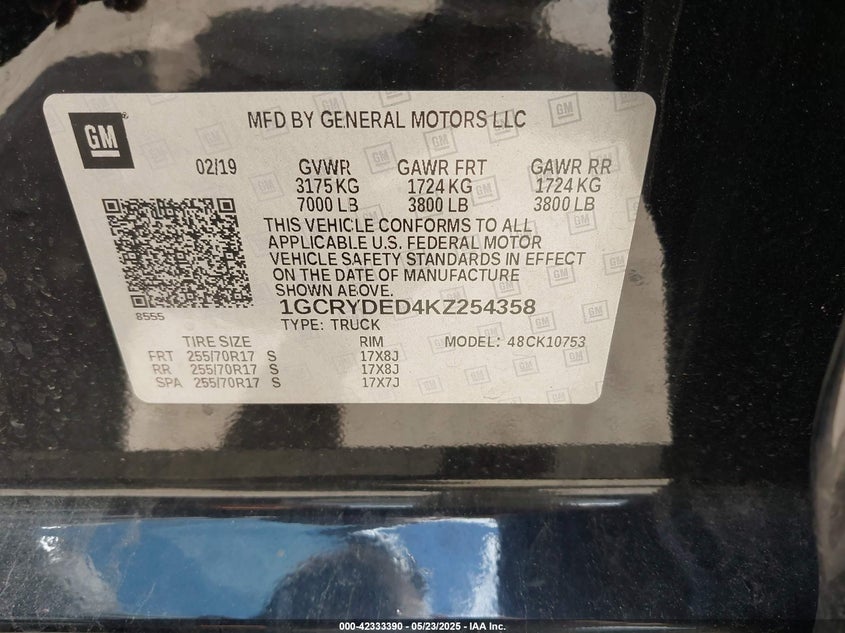 GM
MFD BY GENERAL MOTORS LLC
02/19 GVWR GAWR FRT GAWR RR
3175 KG 1724 KG 1724 KG
7000 LB 3800 LB 3800 LB
THIS VEHICLE CONFORMS TO ALL
APPLICABLE U.S. FEDERAL MOTOR
VEHICLE SAFETY STANDARDS IN EFFECT
ON THE DATE OF MANUFACTURE
SHOWN ABOVE.
8555 1GCRYDED4KZ254358
TYPE: TRUCK
TIRE SIZE RIM MODEL: 48CK10753
FRT 255/70R17 S 17X8J
RR 255/70R17 S 17X8J
SPA 255/70R17 S 17X7J
000-42333390 - 05/23/2025 - IAA Inc.